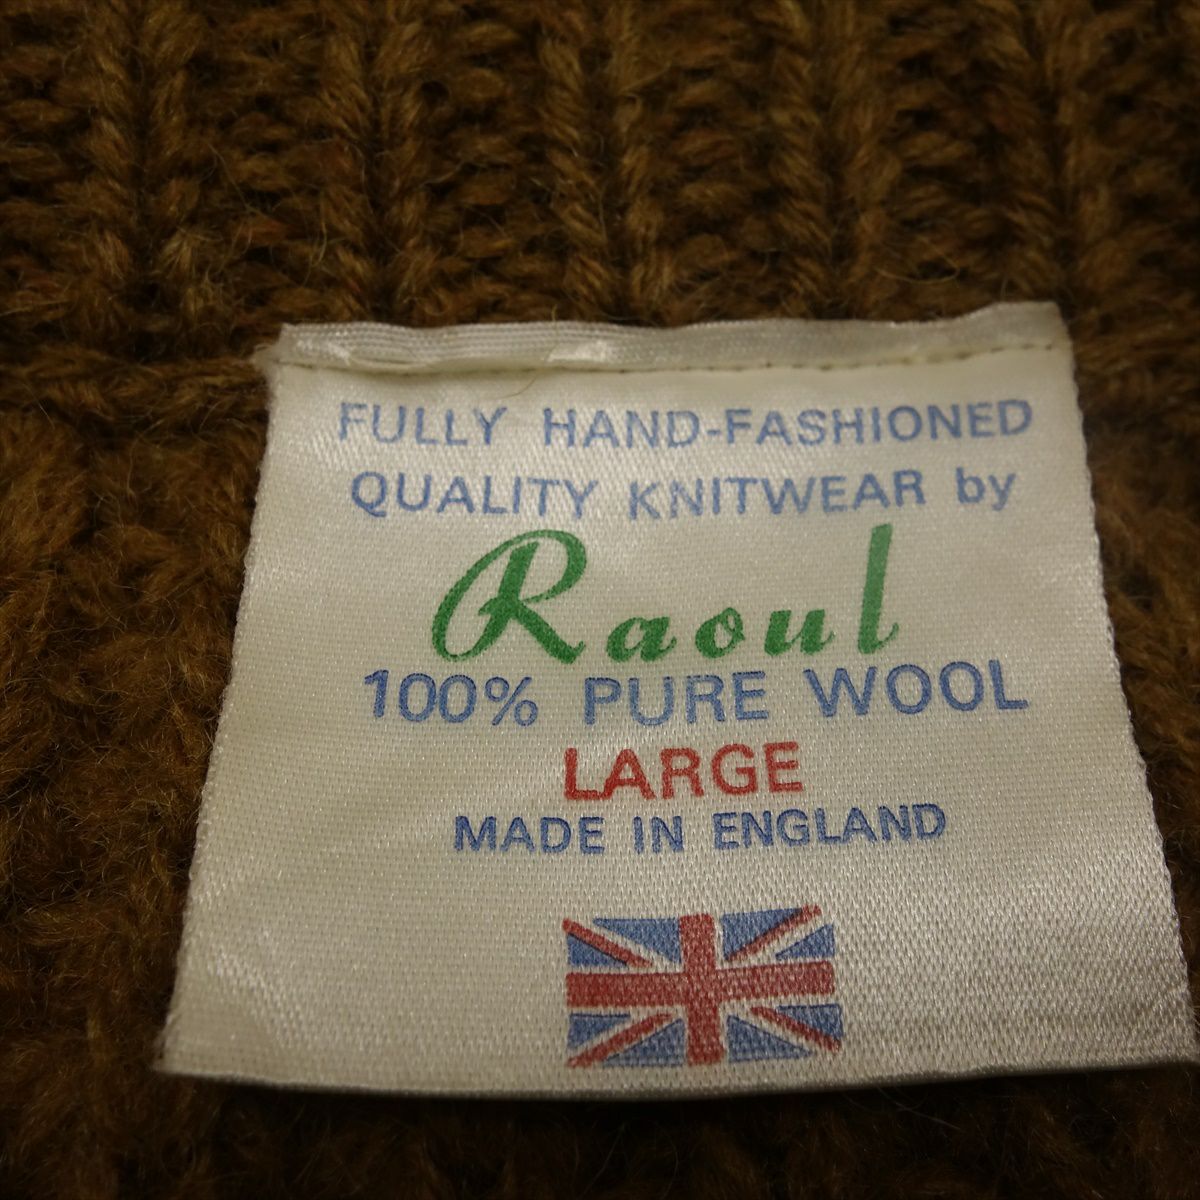 FULLY HAND-FASHIONED
QUALITY KNITWEAR by
Raoul
100% PURE WOOL
LARGE
MADE IN ENGLAND